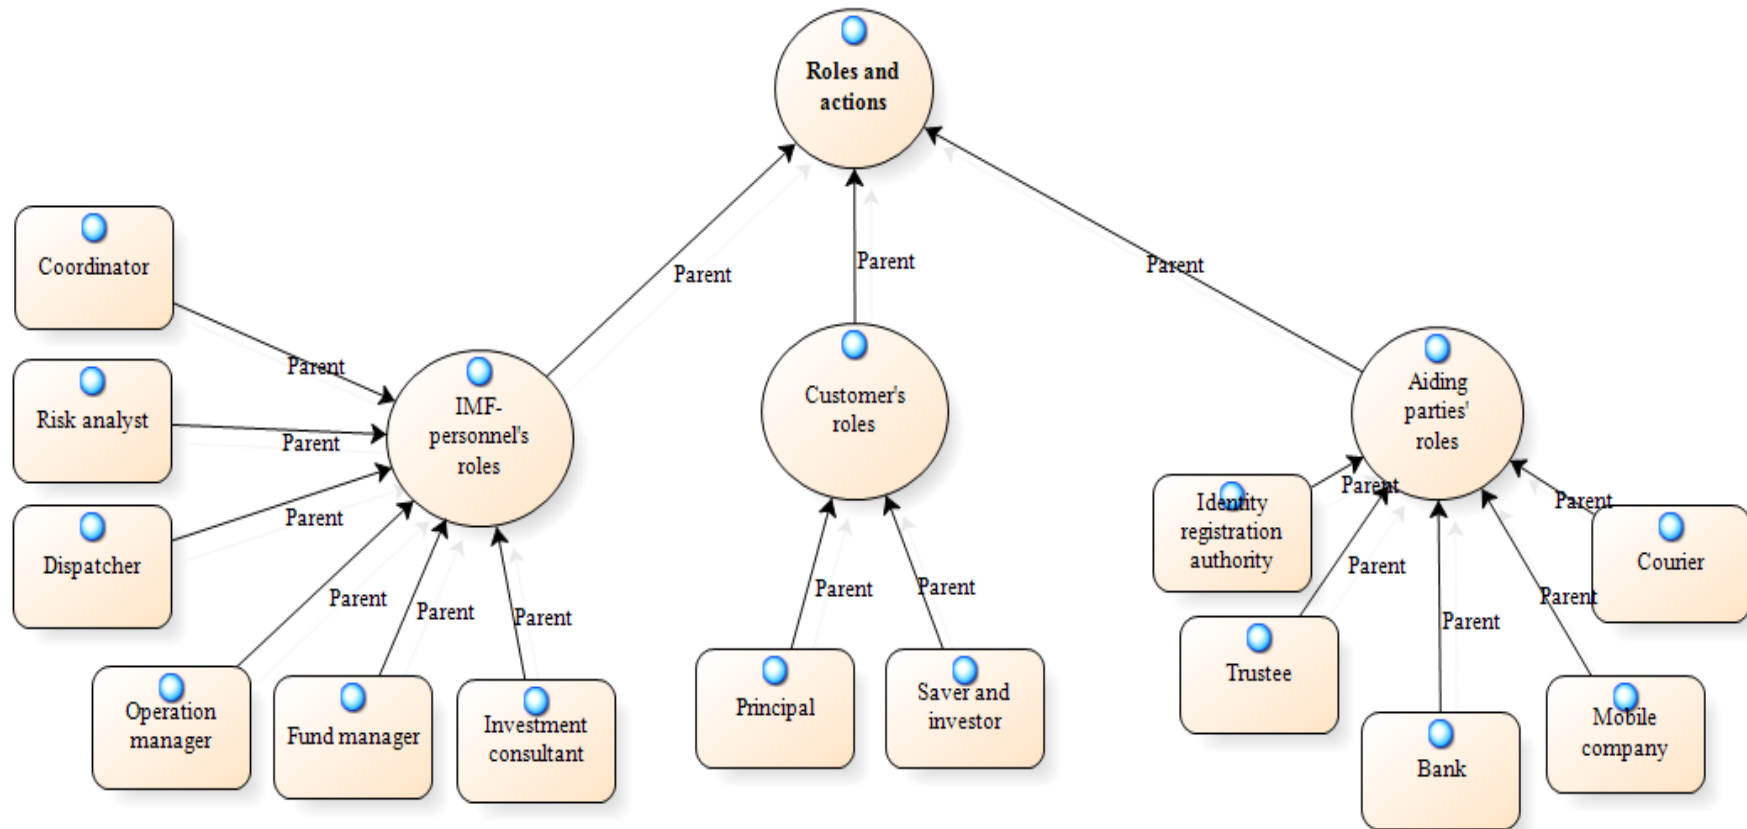 Roles and
actions
Parent
Parent
Parent
Coordinator
Parent
Risk analyst
Parent
Dispatcher
Parent
IMF-
personnel's
roles
Customer's
roles
Aiding
parties'
roles
Operation
manager
Parent
Fund manager
Parent
Investment
consultant
Parent
Principal
Parent
Saver and
investor
Parent
Identity
registration
authority
Parent
Trustee
Parent
Bank
Parent
Mobile
company
Parent
Courier
Parent